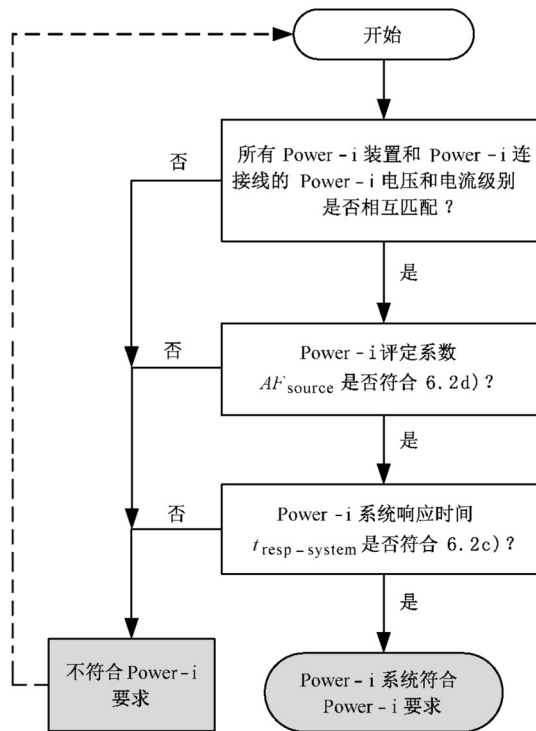 开始
所有 Power-i 装置和 Power-i 连
接线的 Power-i 电压和电流级别
是否相互匹配？
否
是
Power-i 评定系数
AFsource 是否符合 6.2d)？
否
是
Power-i 系统响应时间
tresp-system 是否符合 6.2c)？
否
是
不符合 Power-i
要求
Power-i 系统符合
Power-i 要求